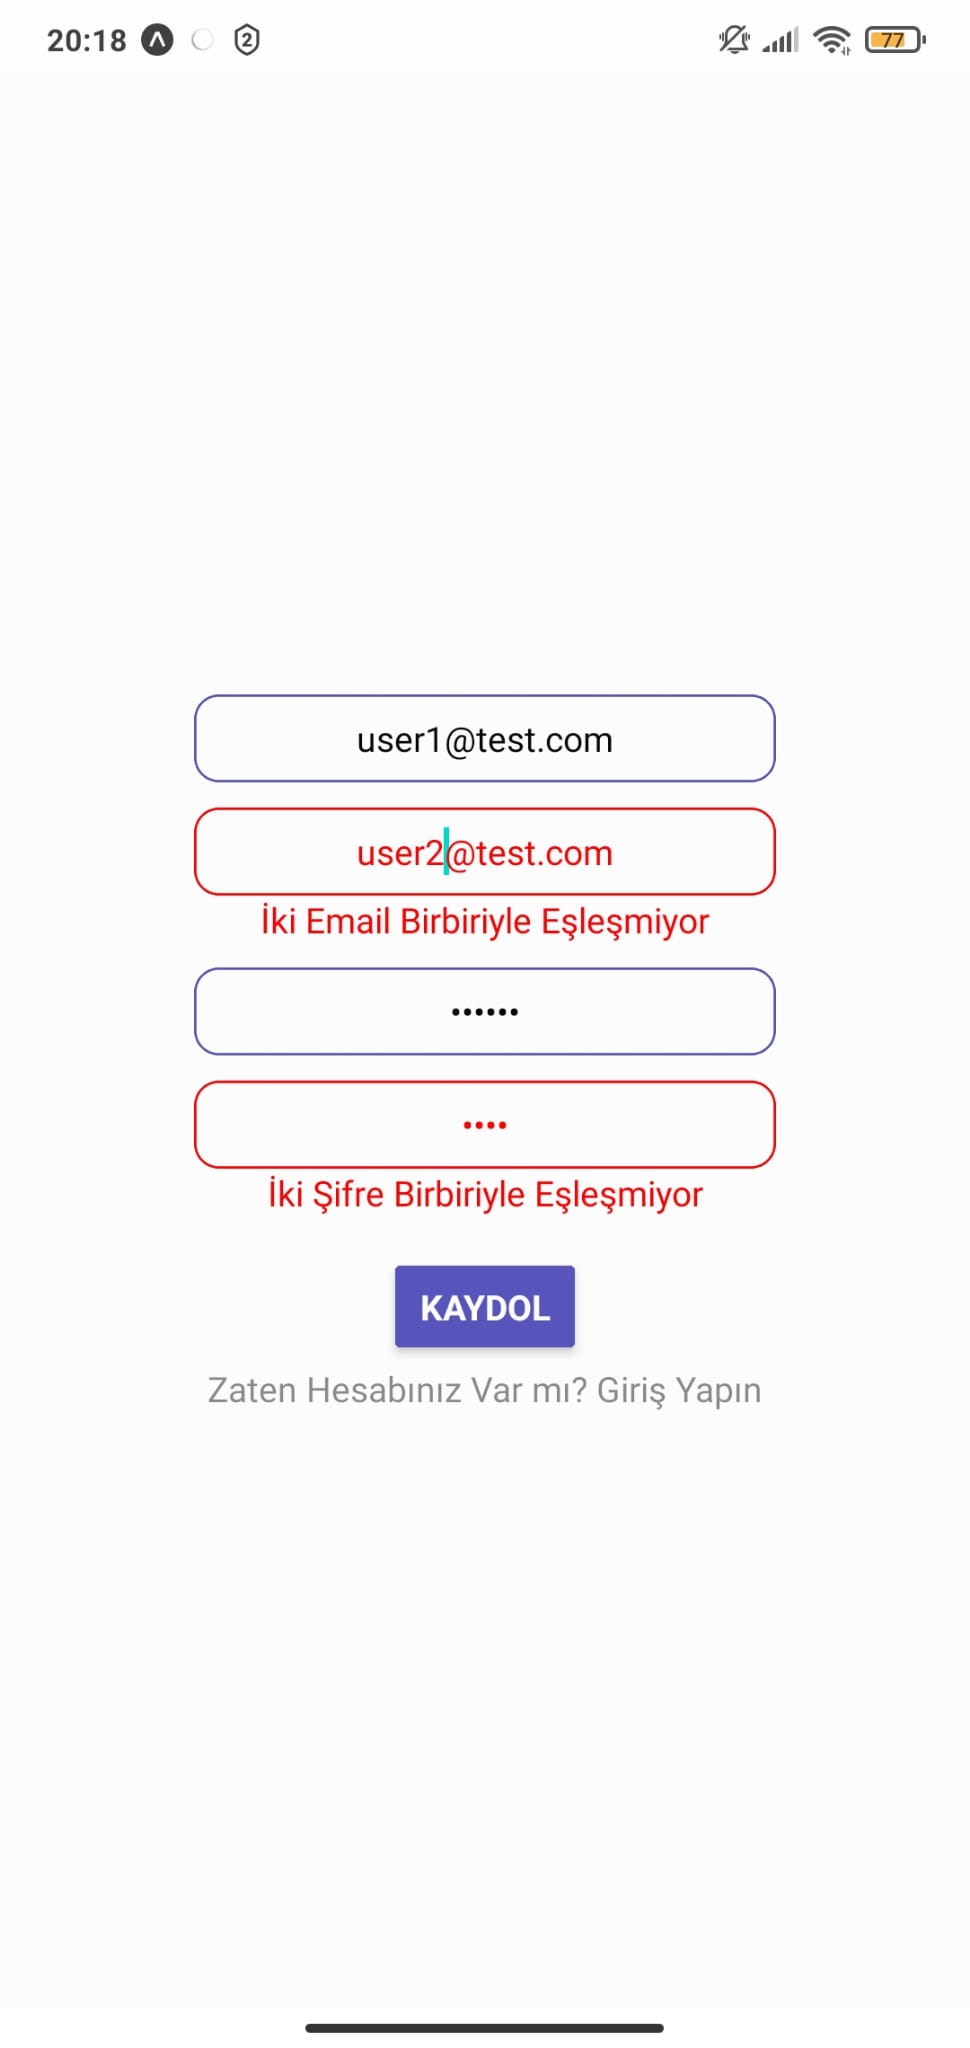 20:18
2
77
user1@test.com
user2@test.com
İki Email Birbiriyle Eşleşmiyor
••••••
••••
İki Şifre Birbiriyle Eşleşmiyor
KAYDOL
Zaten Hesabınız Var mı? Giriş Yapın